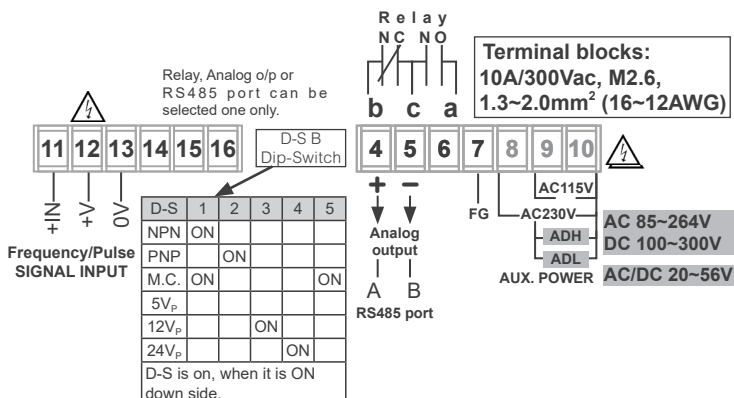 Relay
NC NO
b c a
Terminal blocks:
10A/300Vac, M2.6,
1.3~2.0mm² (16~12AWG)
Relay, Analog o/p or
RS485 port can be
selected one only.
11 12 13 14 15 16
D-S B
Dip-Switch
4 5 6 7 8 9 10
+IN
+V
0V
Frequency/Pulse
SIGNAL INPUT
D-S 1 2 3 4 5
NPN ON
PNP ON
M.C. ON ON
5VP
12VP ON
24VP ON
D-S is on, when it is ON
down side.
+ −
Analog
output
A B
RS485 port
FG
AC115V
AC230V
ADH
ADL
AUX. POWER
AC 85~264V
DC 100~300V
AC/DC 20~56V